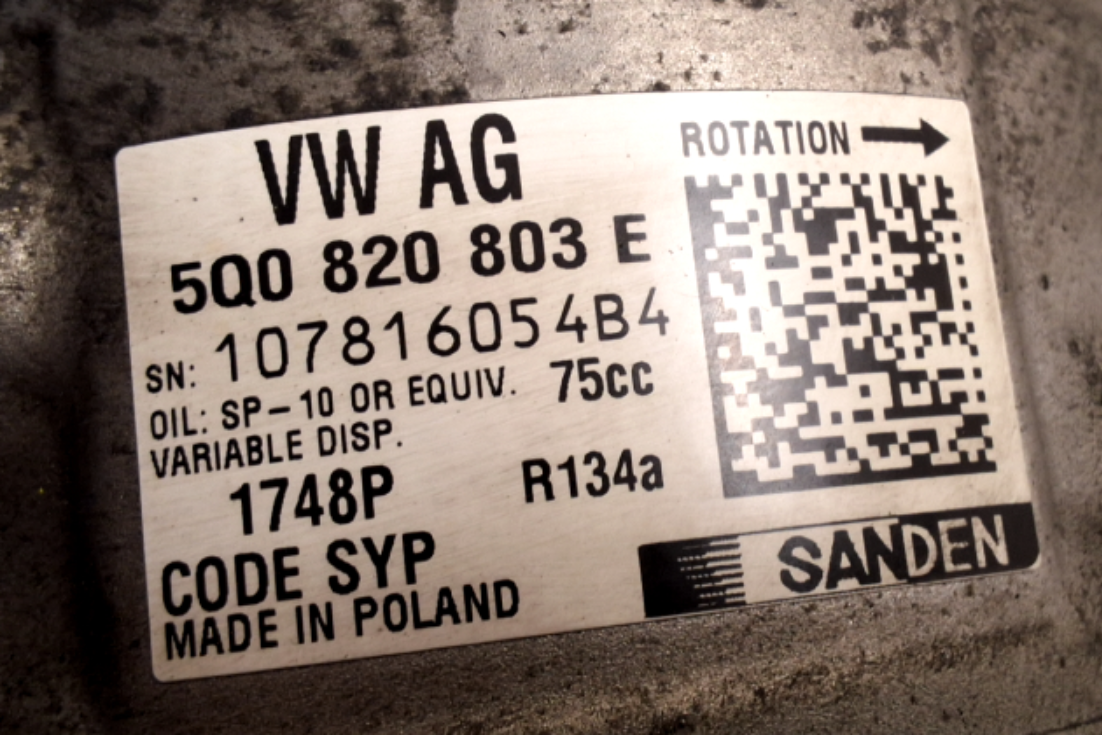 VW AG
ROTATION
5Q0 820 803 E
SN: 107816054B4
OIL: SP-10 OR EQUIV. 75cc
VARIABLE DISP.
1748P R134a
CODE SYP
MADE IN POLAND
SANDEN